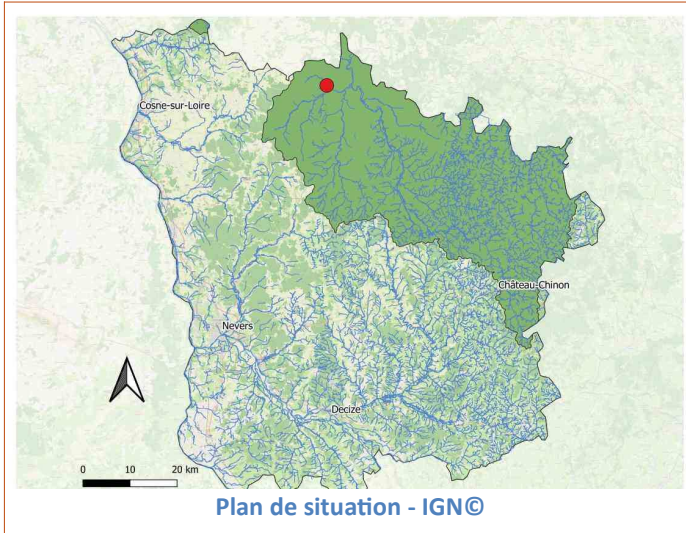 Cosne-sur-Loire
Château-Chinon
Nevers
Decize
0 10 20 km
Plan de situation - IGN©